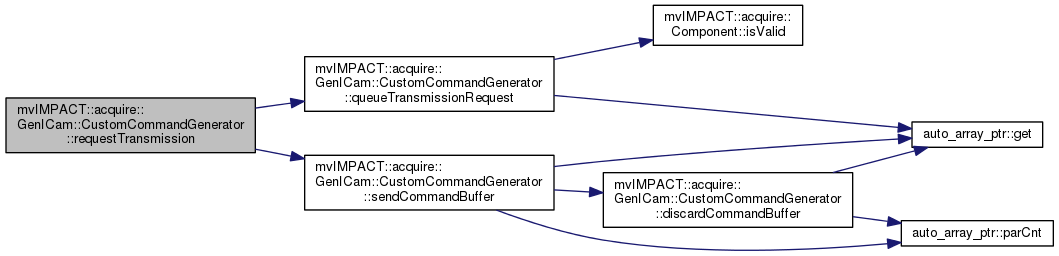 mvIMPACT::acquire::
GenICam::CustomCommandGenerator
::requestTransmission
mvIMPACT::acquire::
GenICam::CustomCommandGenerator
::queueTransmissionRequest
mvIMPACT::acquire::
Component::isValid
auto_array_ptr::get
mvIMPACT::acquire::
GenICam::CustomCommandGenerator
::sendCommandBuffer
mvIMPACT::acquire::
GenICam::CustomCommandGenerator
::discardCommandBuffer
auto_array_ptr::parCnt